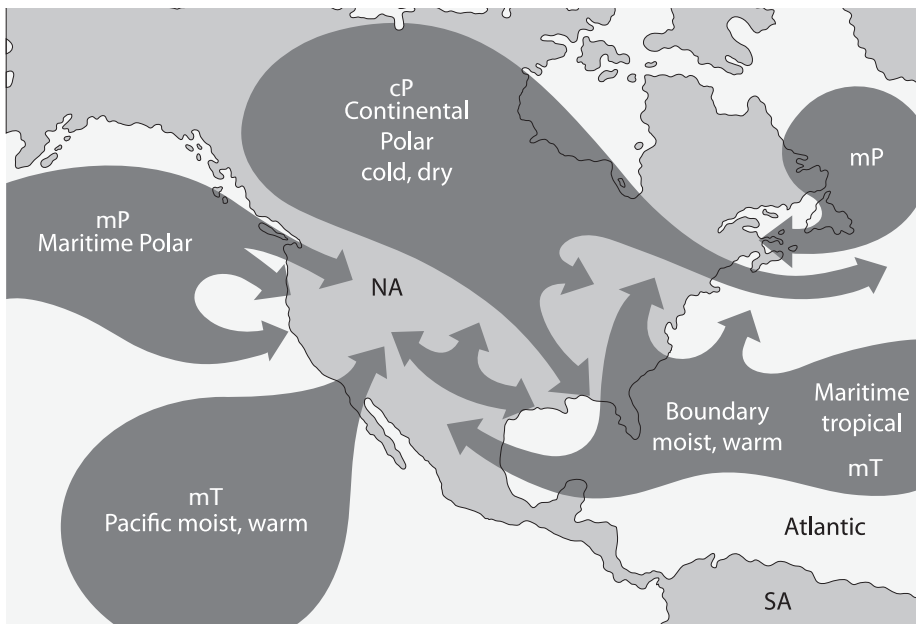 cP
Continental
Polar
cold, dry
mP
mP
Maritime Polar
NA
Maritime
tropical
mT
Boundary
moist, warm
mT
Pacific moist, warm
Atlantic
SA